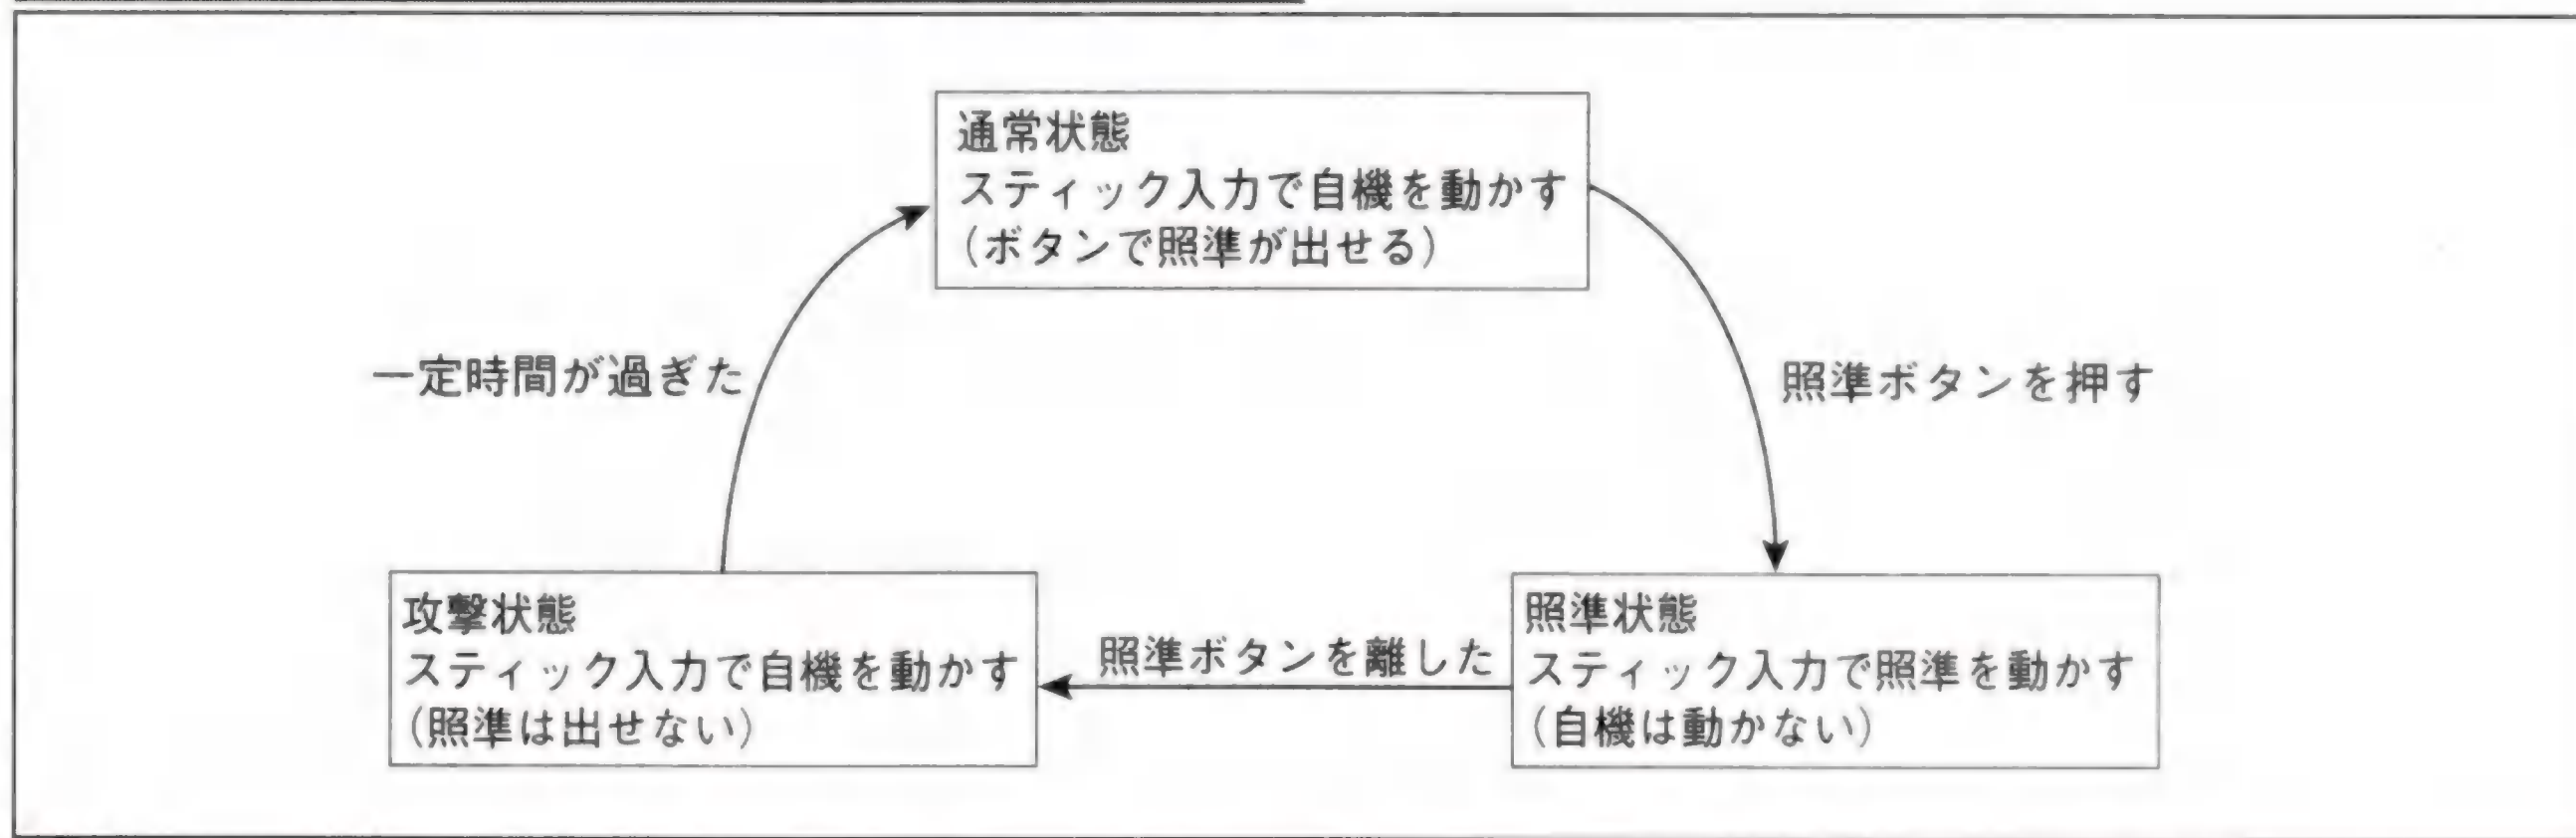 通常状態
スティック入力で自機を動かす
(ボタンで照準が出せる)
一定時間が過ぎた
照準ボタンを押す
攻撃状態
スティック入力で自機を動かす
(照準は出せない)
照準ボタンを離した
照準状態
スティック入力で照準を動かす
(自機は動かない)